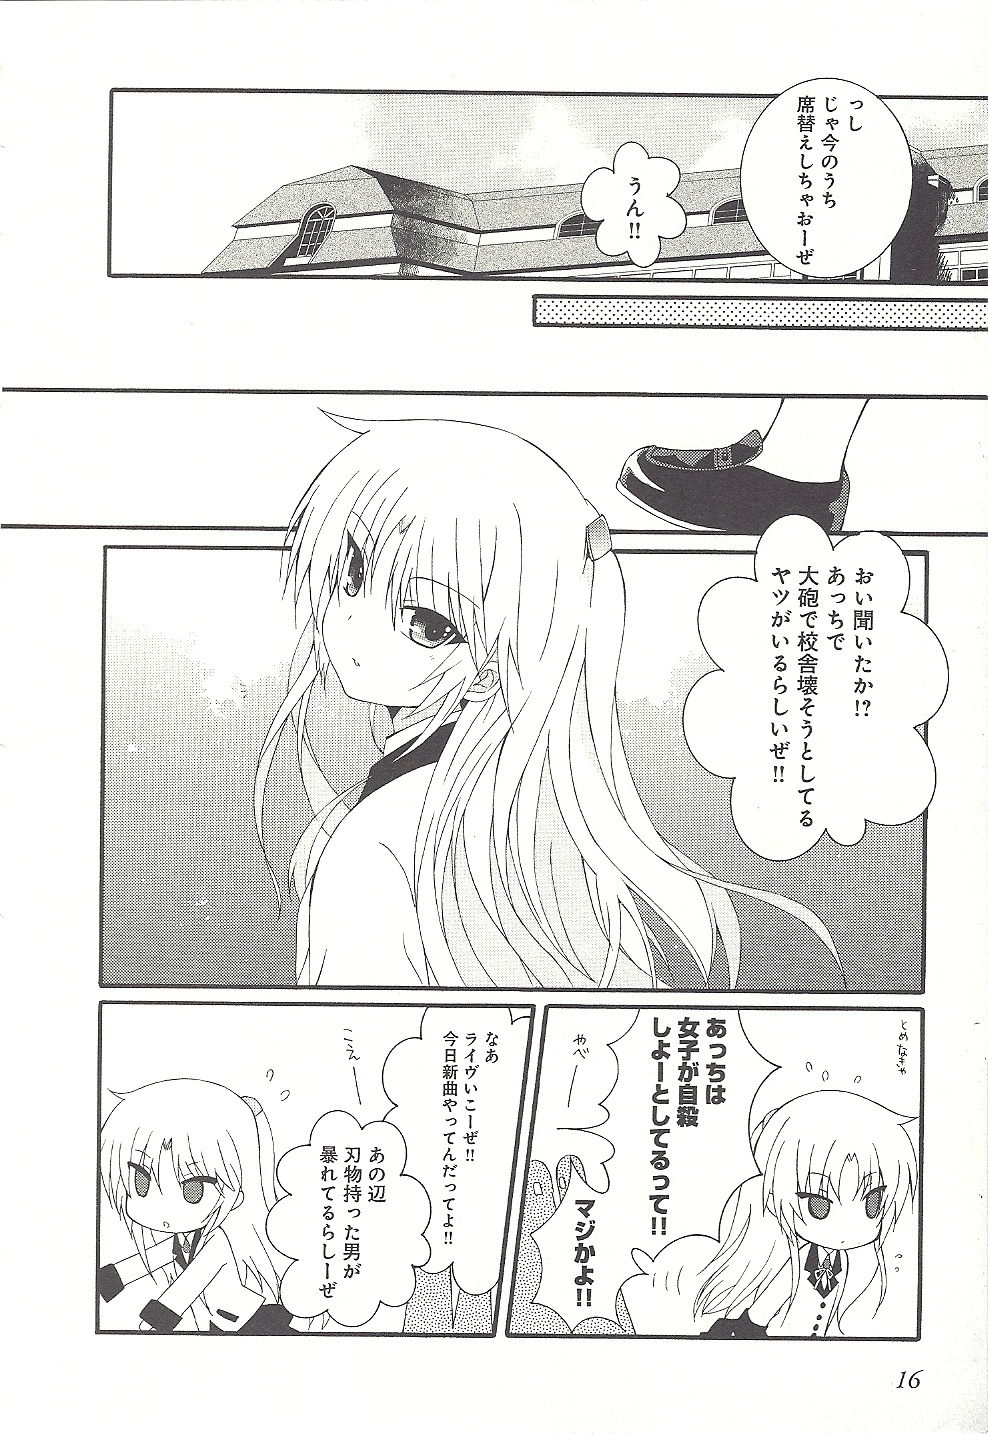 っし
じゃ今のうち
席替えしちゃおーぜ
うん!!
おい聞いたか!?
あっちで
大砲で校舎壊そうとしてる
ヤツがいるらしいぜ!!
とめなきゃ
あっちは
女子が自殺
しよーとしてるって!!
やべ――
マジかよ!!
なあ
ライヴいこーぜ!!
今日新曲やってんだってよ!!
こえぇ――
あの辺
刃物持った男が
暴れてるらしーぜ
16